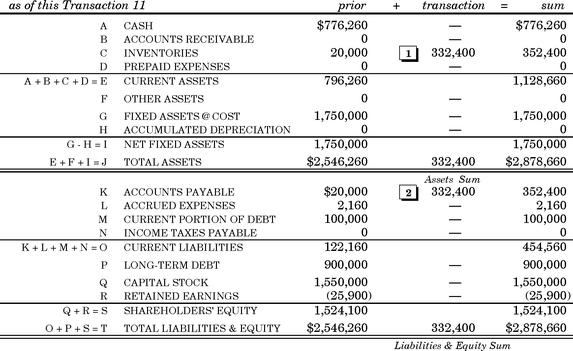 as of this Transaction 11 prior + transaction = sum
A CASH $776,260 — $776,260
B ACCOUNTS RECEIVABLE 0 — 0
C INVENTORIES 20,000 1 332,400 352,400
D PREPAID EXPENSES 0 — 0
A + B + C + D = E CURRENT ASSETS 796,260 1,128,660
F OTHER ASSETS 0 — 0
G FIXED ASSETS @ COST 1,750,000 — 1,750,000
H ACCUMULATED DEPRECIATION 0 — 0
G - H = I NET FIXED ASSETS 1,750,000 1,750,000
E + F + I = J TOTAL ASSETS $2,546,260 332,400 $2,878,660
Assets Sum
K ACCOUNTS PAYABLE $20,000 2 332,400 352,400
L ACCRUED EXPENSES 2,160 — 2,160
M CURRENT PORTION OF DEBT 100,000 — 100,000
N INCOME TAXES PAYABLE 0 — 0
K + L + M + N = O CURRENT LIABILITIES 122,160 454,560
P LONG-TERM DEBT 900,000 — 900,000
Q CAPITAL STOCK 1,550,000 — 1,550,000
R RETAINED EARNINGS (25,900) — (25,900)
Q + R = S SHAREHOLDERS' EQUITY 1,524,100 1,524,100
O + P + S = T TOTAL LIABILITIES & EQUITY $2,546,260 332,400 $2,878,660
Liabilities & Equity Sum